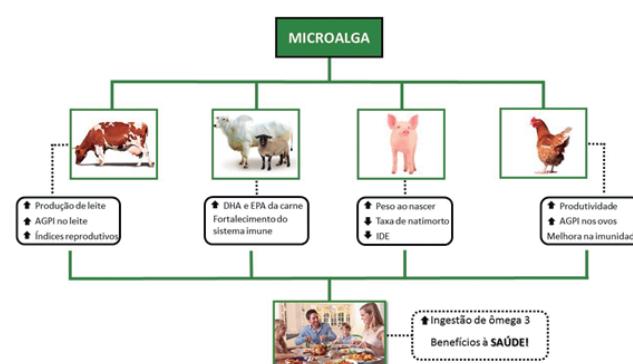 MICROALGA
Produção de leite
AGPI no leite
Índices reprodutivos
DHA e EPA da carne
Fortalecimento do
sistema imune
Peso ao nascer
Taxa de natimorto
IDE
Produtividade
AGPI nos ovos
Melhora na imunidad
Ingestão de ômega 3
Benefícios à SAÚDE!